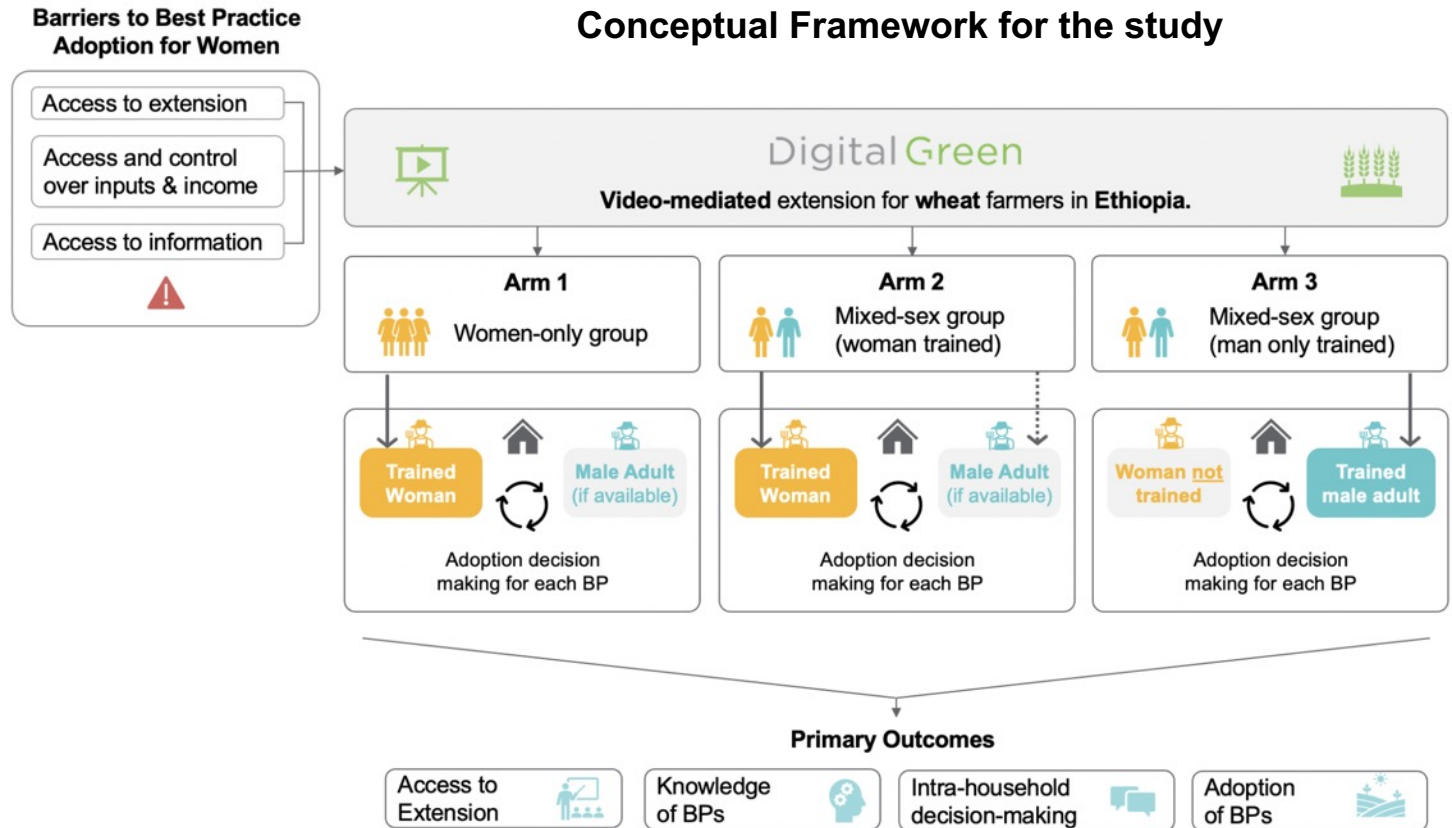 Barriers to Best Practice
Adoption for Women
Conceptual Framework for the study
Access to extension
Access and control
over inputs & income
Access to information
Digital Green
Video-mediated extension for wheat farmers in Ethiopia.
Arm 1
Women-only group
Arm 2
Mixed-sex group
(woman trained)
Arm 3
Mixed-sex group
(man only trained)
Trained
Woman
Male Adult
(if available)
Adoption decision
making for each BP
Trained
Woman
Male Adult
(if available)
Adoption decision
making for each BP
Woman not
trained
Trained
male adult
Adoption decision
making for each BP
Primary Outcomes
Access to
Extension
Knowledge
of BPs
Intra-household
decision-making
Adoption
of BPs